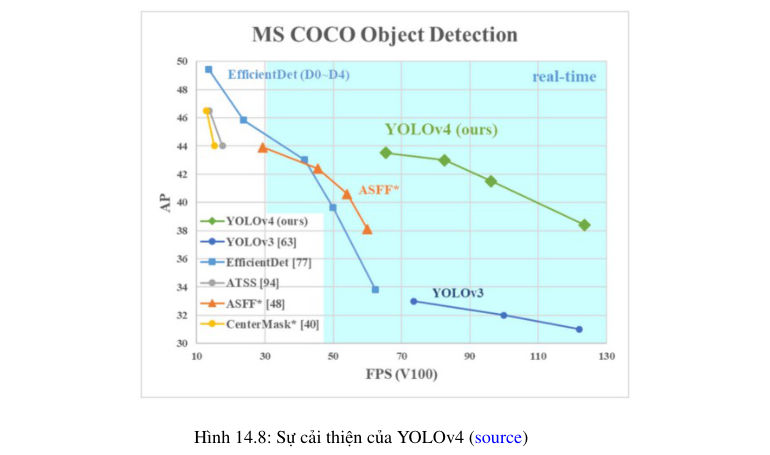 MS COCO Object Detection
50
48
46
44
42
40
38
36
34
32
30
AP
EfficientDet (D0~D4)
real-time
YOLOv4 (ours)
ASFF*
YOLOv3
YOLOv4 (ours)
YOLOv3 [63]
EfficientDet [77]
ATSS [94]
ASFF* [48]
CenterMask* [40]
10 30 50 70 90 110 130
FPS (V100)
Hình 14.8: Sự cải thiện của YOLOv4 (source)